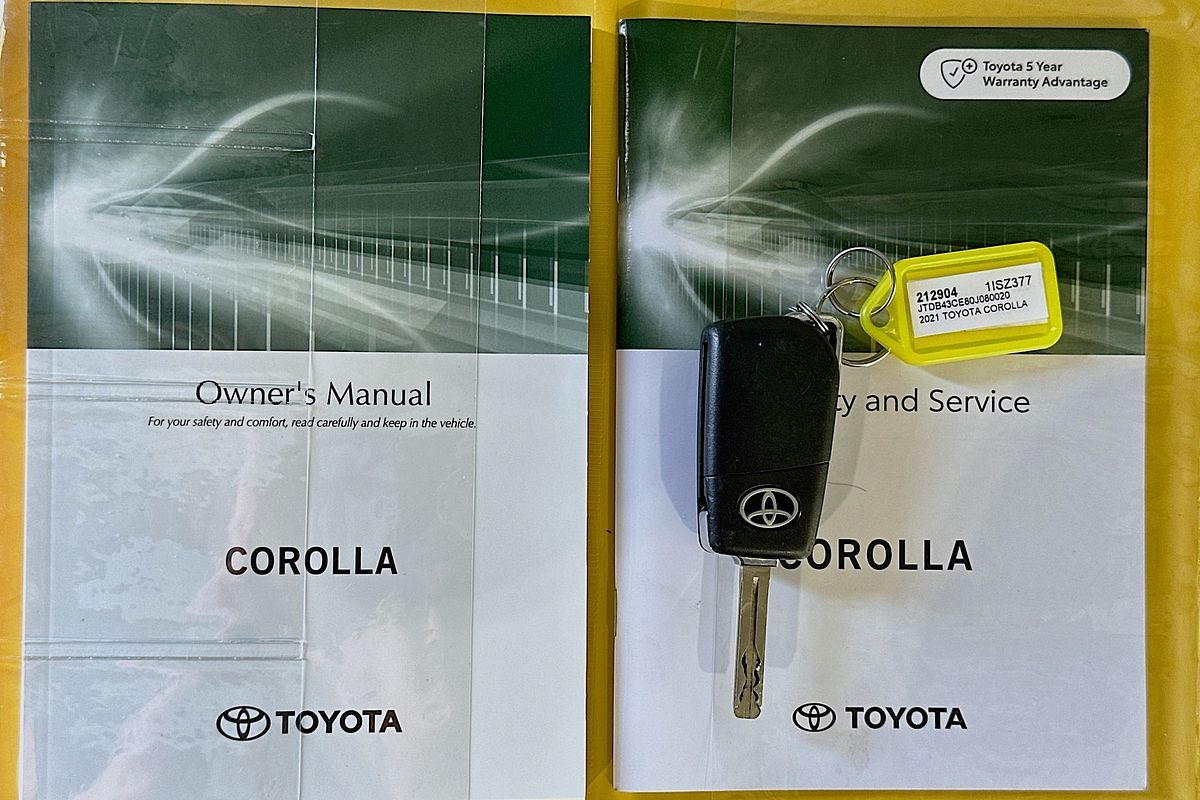 Owner's Manual
For your safety and comfort, read carefully and keep in the vehicle.
COROLLA
TOYOTA
Toyota 5 Year
Warranty Advantage
212904 1ISZ377
JTDB43CE80J080020
2021 TOYOTA COROLLA
ty and Service
COROLLA
TOYOTA